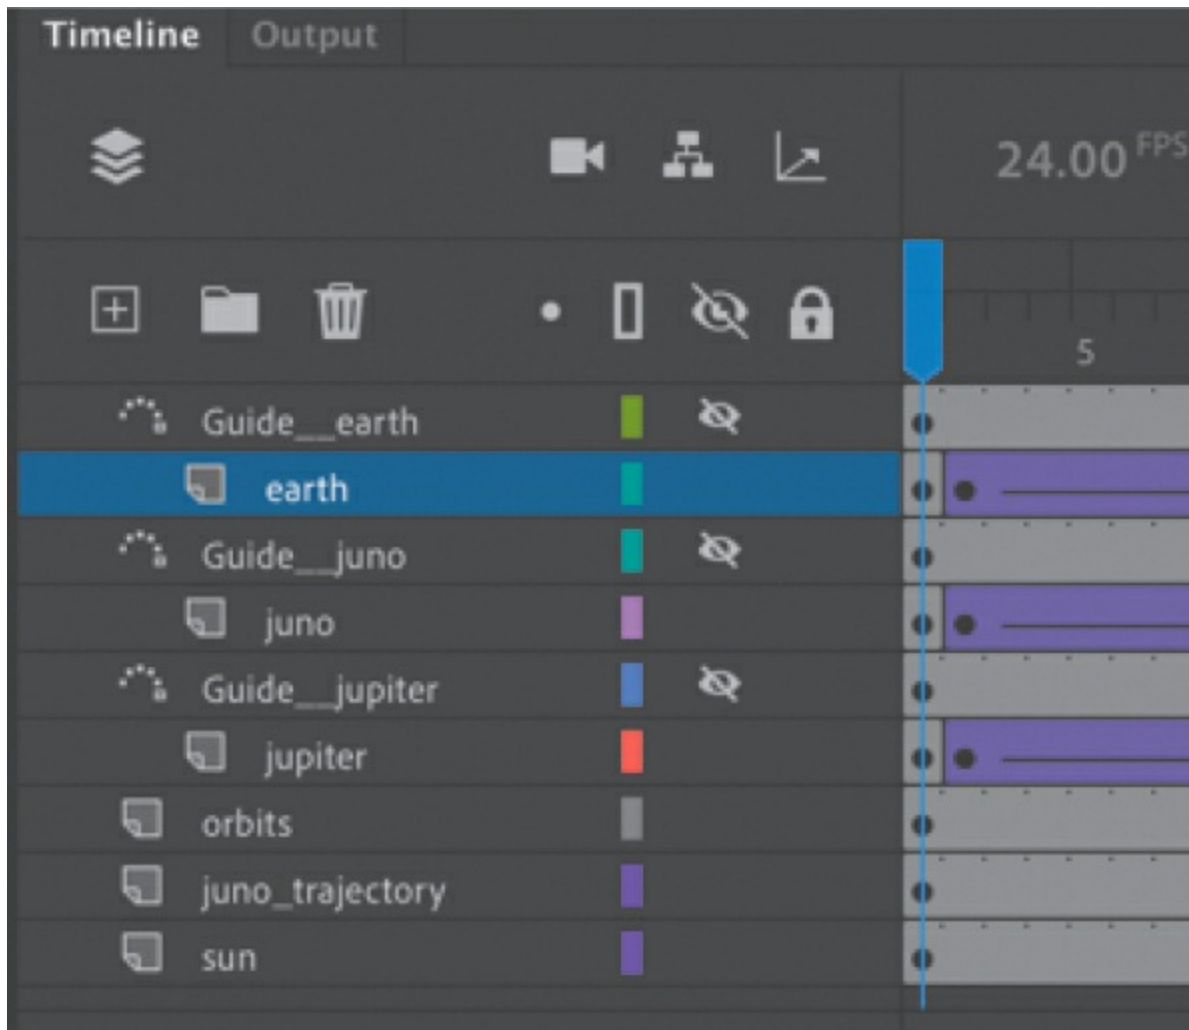 Timeline Output
24.00 FPS
5
Guide__earth
earth
Guide__juno
juno
Guide__jupiter
jupiter
orbits
juno_trajectory
sun